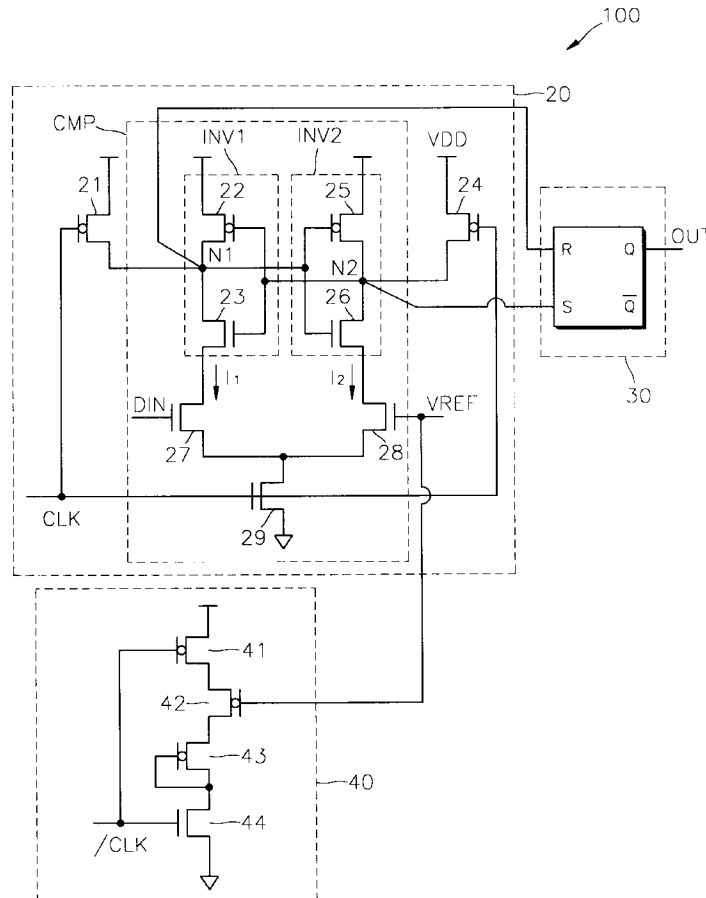 100
20
CMP
INV1
INV2
VDD
21
22
25
24
N1
N2
R
Q
OUT
23
26
S
Q̅
I1
I2
30
DIN
VREF
27
28
CLK
29
41
42
43
40
44
/CLK